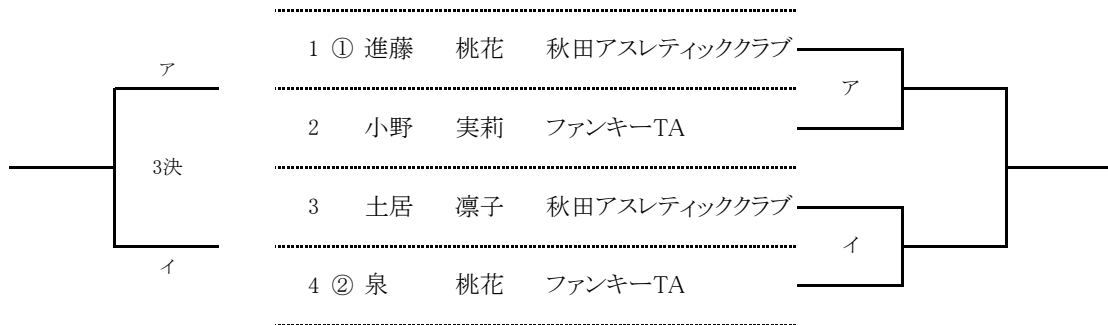 1 ① 進藤 桃花 秋田アスレティッククラブ
ア
ア
2 小野 実莉 ファンキーTA
3決
3 土居 凛子 秋田アスレティッククラブ
イ
イ
4 ② 泉 桃花 ファンキーTA